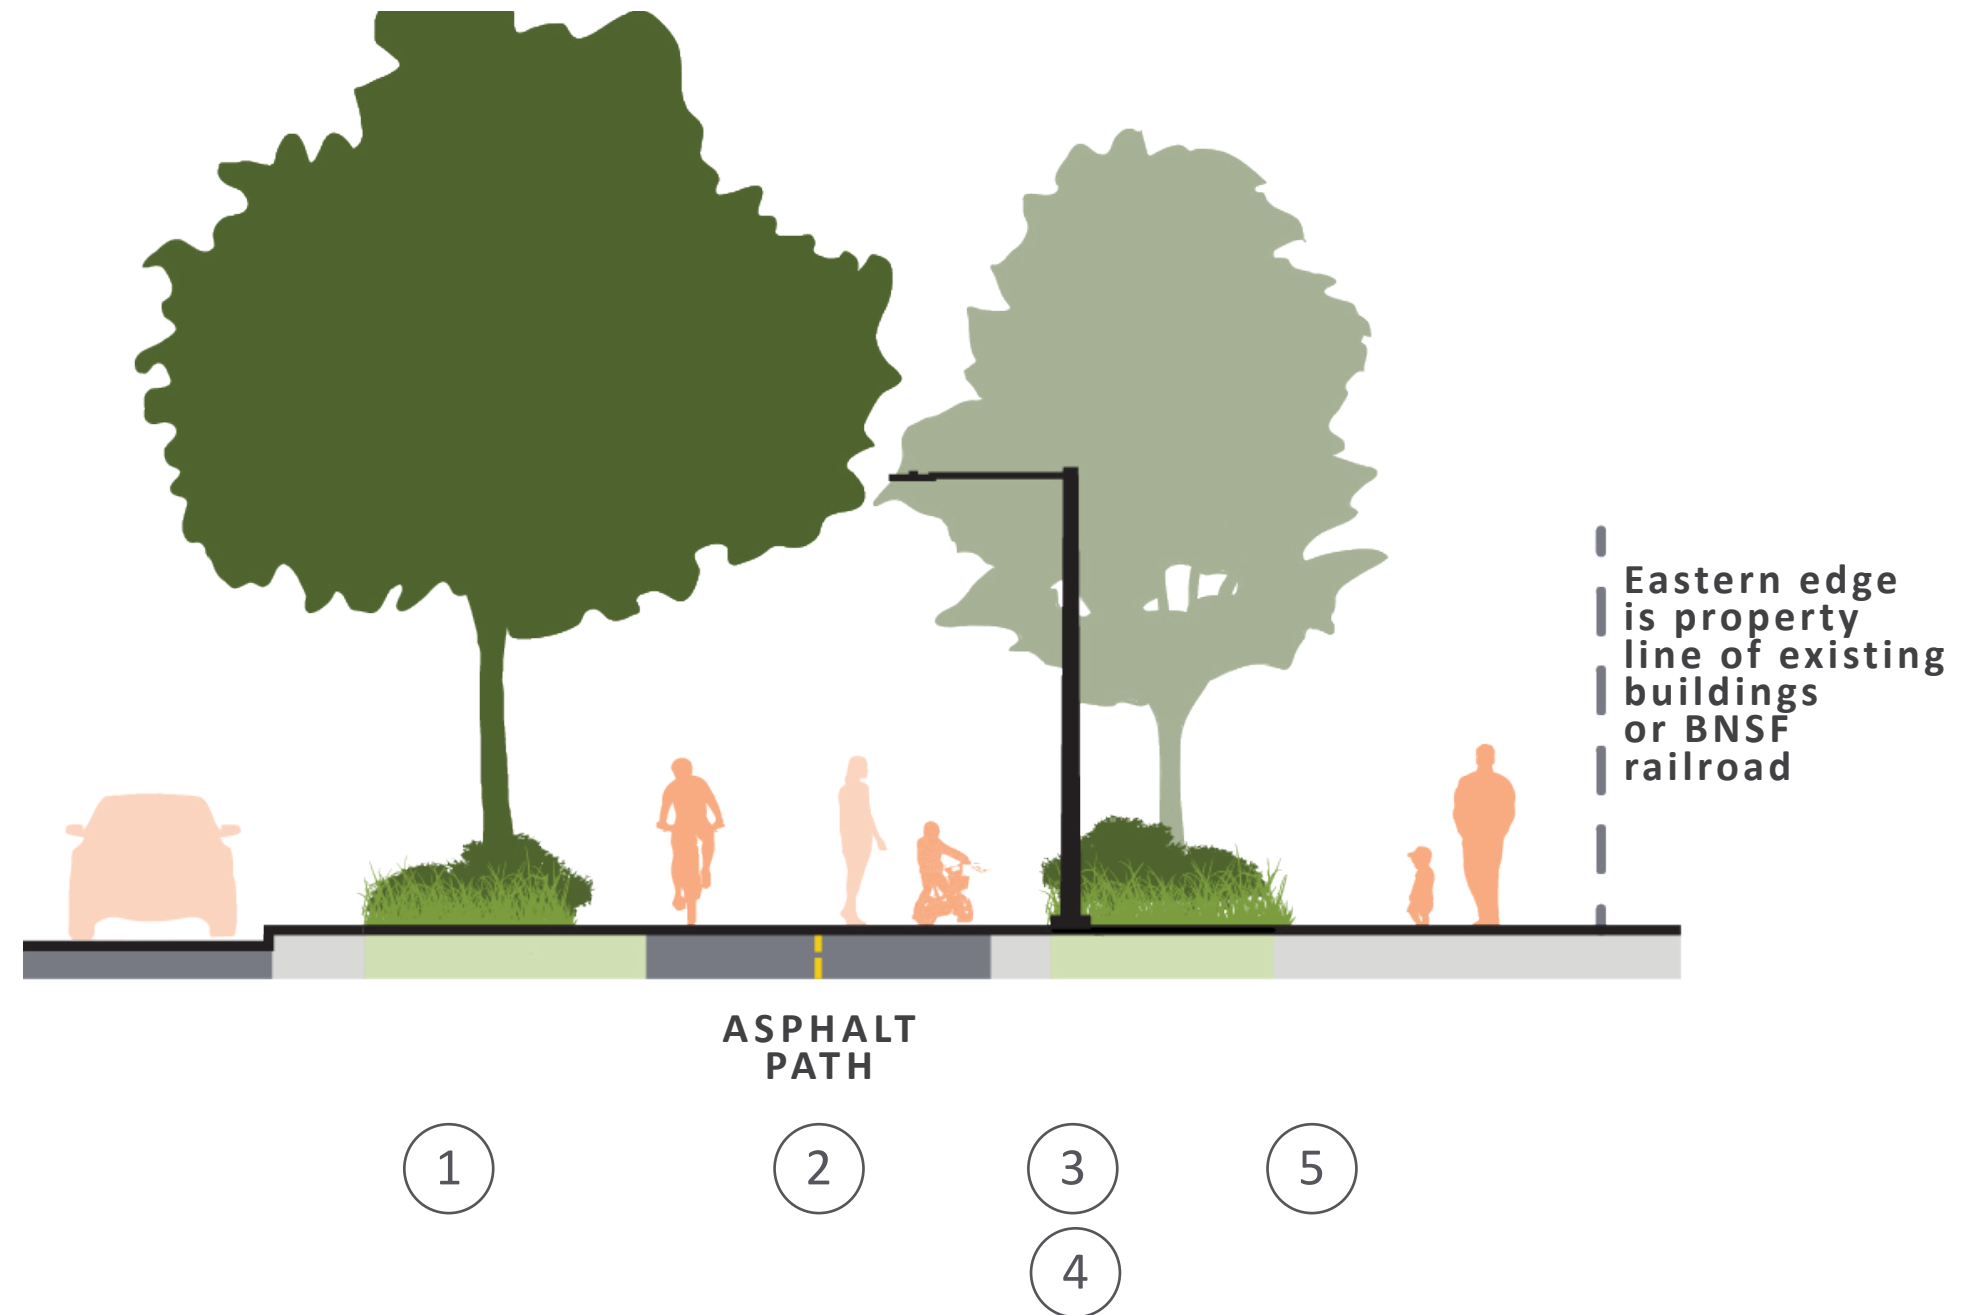 Eastern edge
is property
line of existing
buildings
or BNSF
railroad
ASPHALT
PATH
1 2 3 5
4